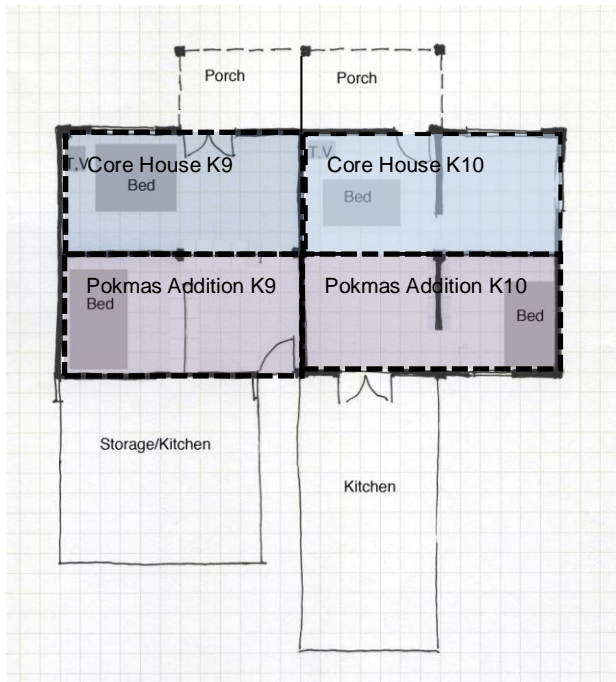 Porch
Porch
T.V
Core House K9
T.V
Core House K10
Bed
Bed
Pokmas Addition K9
Pokmas Addition K10
Bed
Bed
Storage/Kitchen
Kitchen